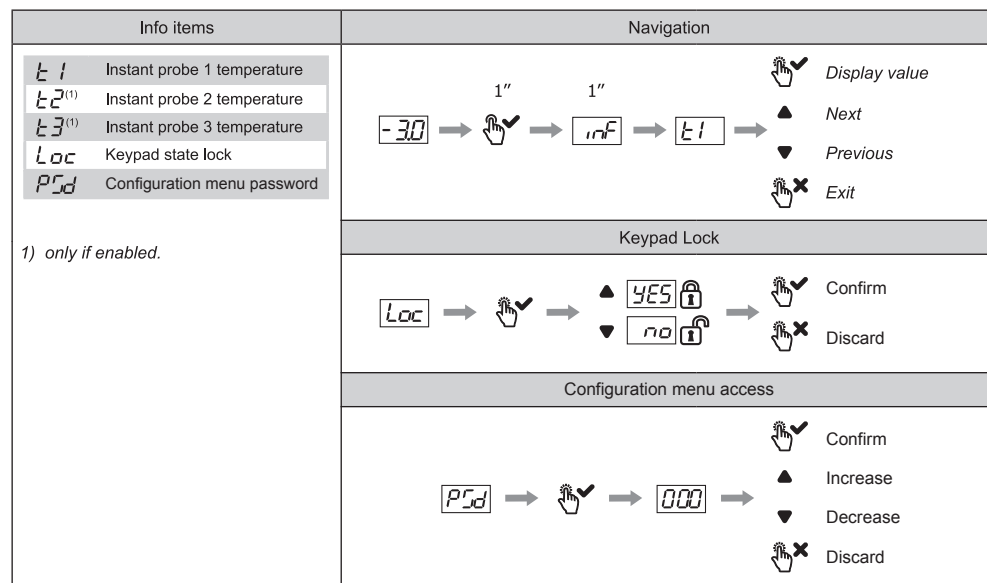 Info items
t1 Instant probe 1 temperature
t2(1) Instant probe 2 temperature
t3(1) Instant probe 3 temperature
Loc Keypad state lock
PSd Configuration menu password
1) only if enabled.
Navigation
1″ 1″
-3.0 inF t1
Display value
Next
Previous
Exit
Keypad Lock
Loc
YES
no
Confirm
Discard
Configuration menu access
PSd 000
Confirm
Increase
Decrease
Discard